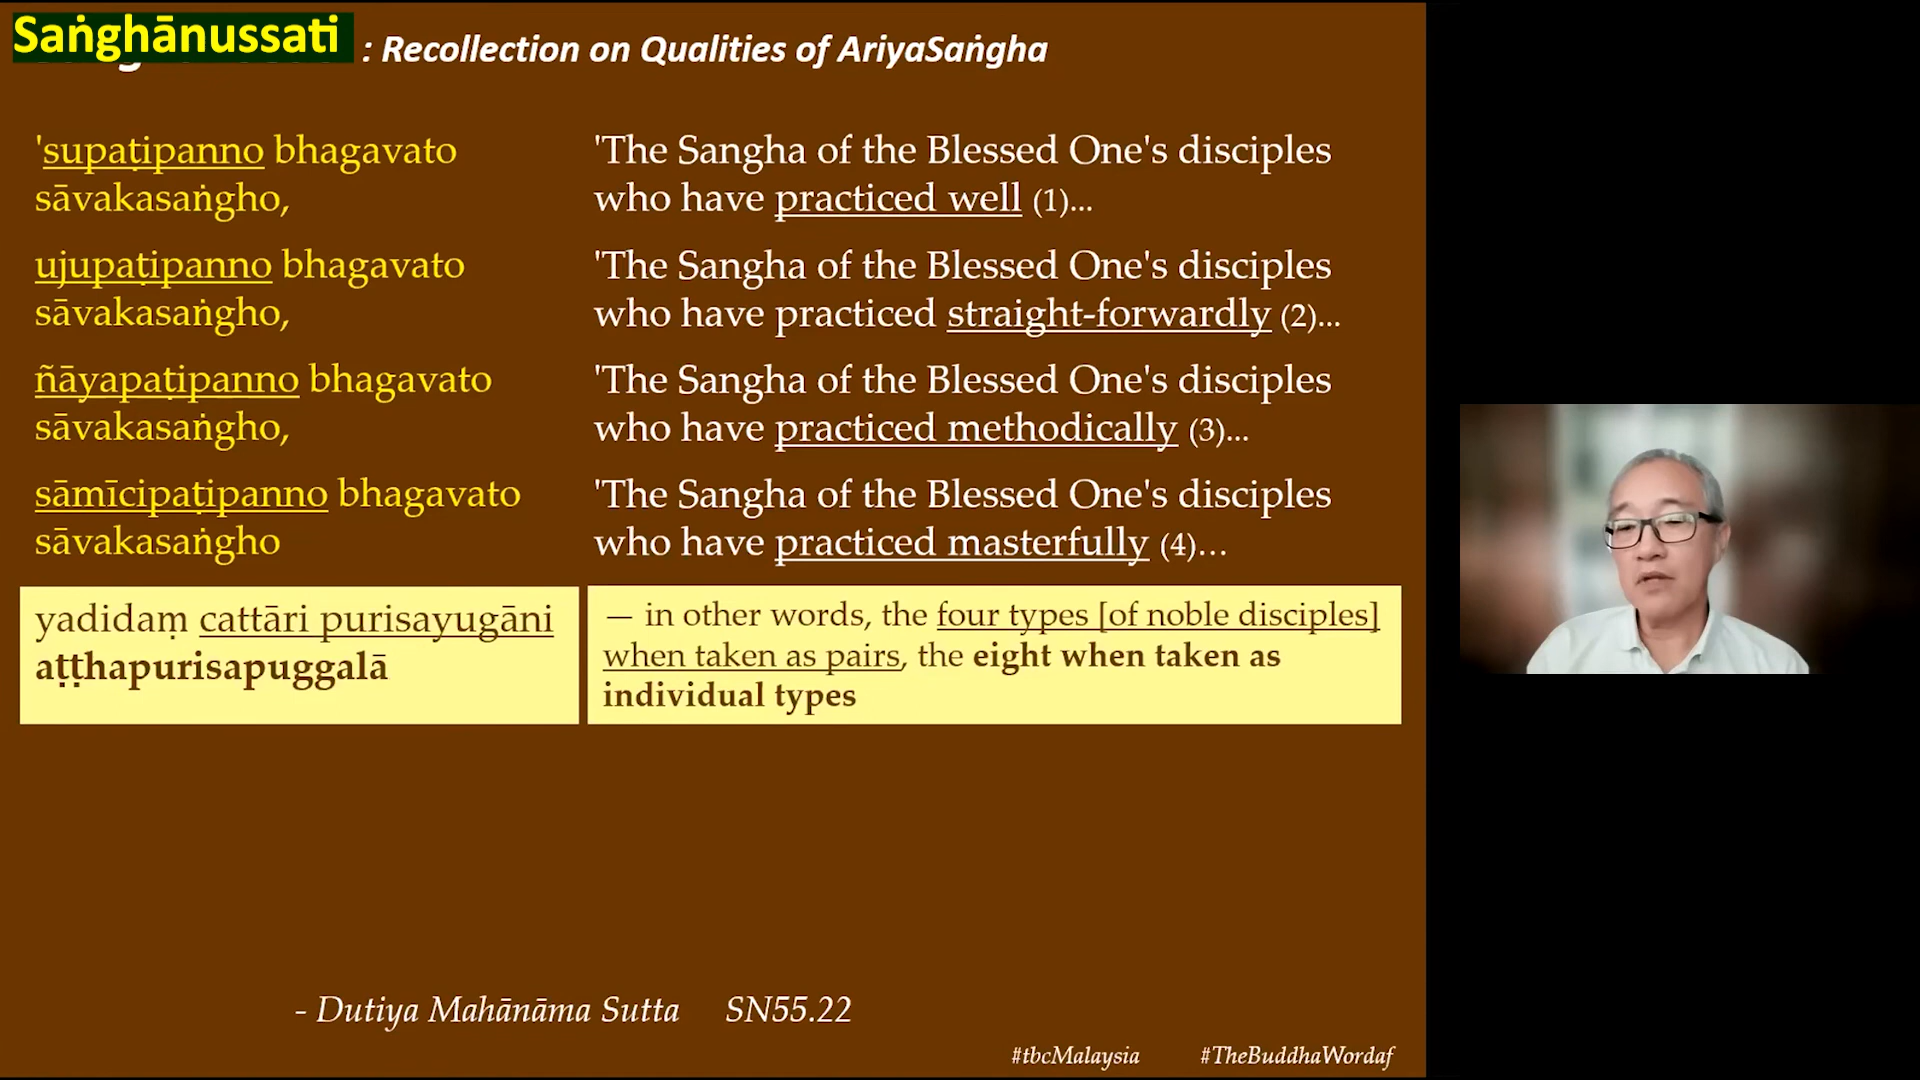 Saṅghānussati : Recollection on Qualities of AriyaSaṅgha
'supaṭipanno bhagavato
sāvakasaṅgho,
'The Sangha of the Blessed One's disciples
who have practiced well (1)...
ujupaṭipanno bhagavato
sāvakasaṅgho,
'The Sangha of the Blessed One's disciples
who have practiced straight-forwardly (2)...
ñāyapaṭipanno bhagavato
sāvakasaṅgho,
'The Sangha of the Blessed One's disciples
who have practiced methodically (3)...
sāmīcipaṭipanno bhagavato
sāvakasaṅgho
'The Sangha of the Blessed One's disciples
who have practiced masterfully (4)…
yadidaṃ cattāri purisayugāni
aṭṭhapurisapuggalā
— in other words, the four types [of noble disciples]
when taken as pairs, the eight when taken as
individual types
- Dutiya Mahānāma Sutta SN55.22
#tbcMalaysia #TheBuddhaWordaf